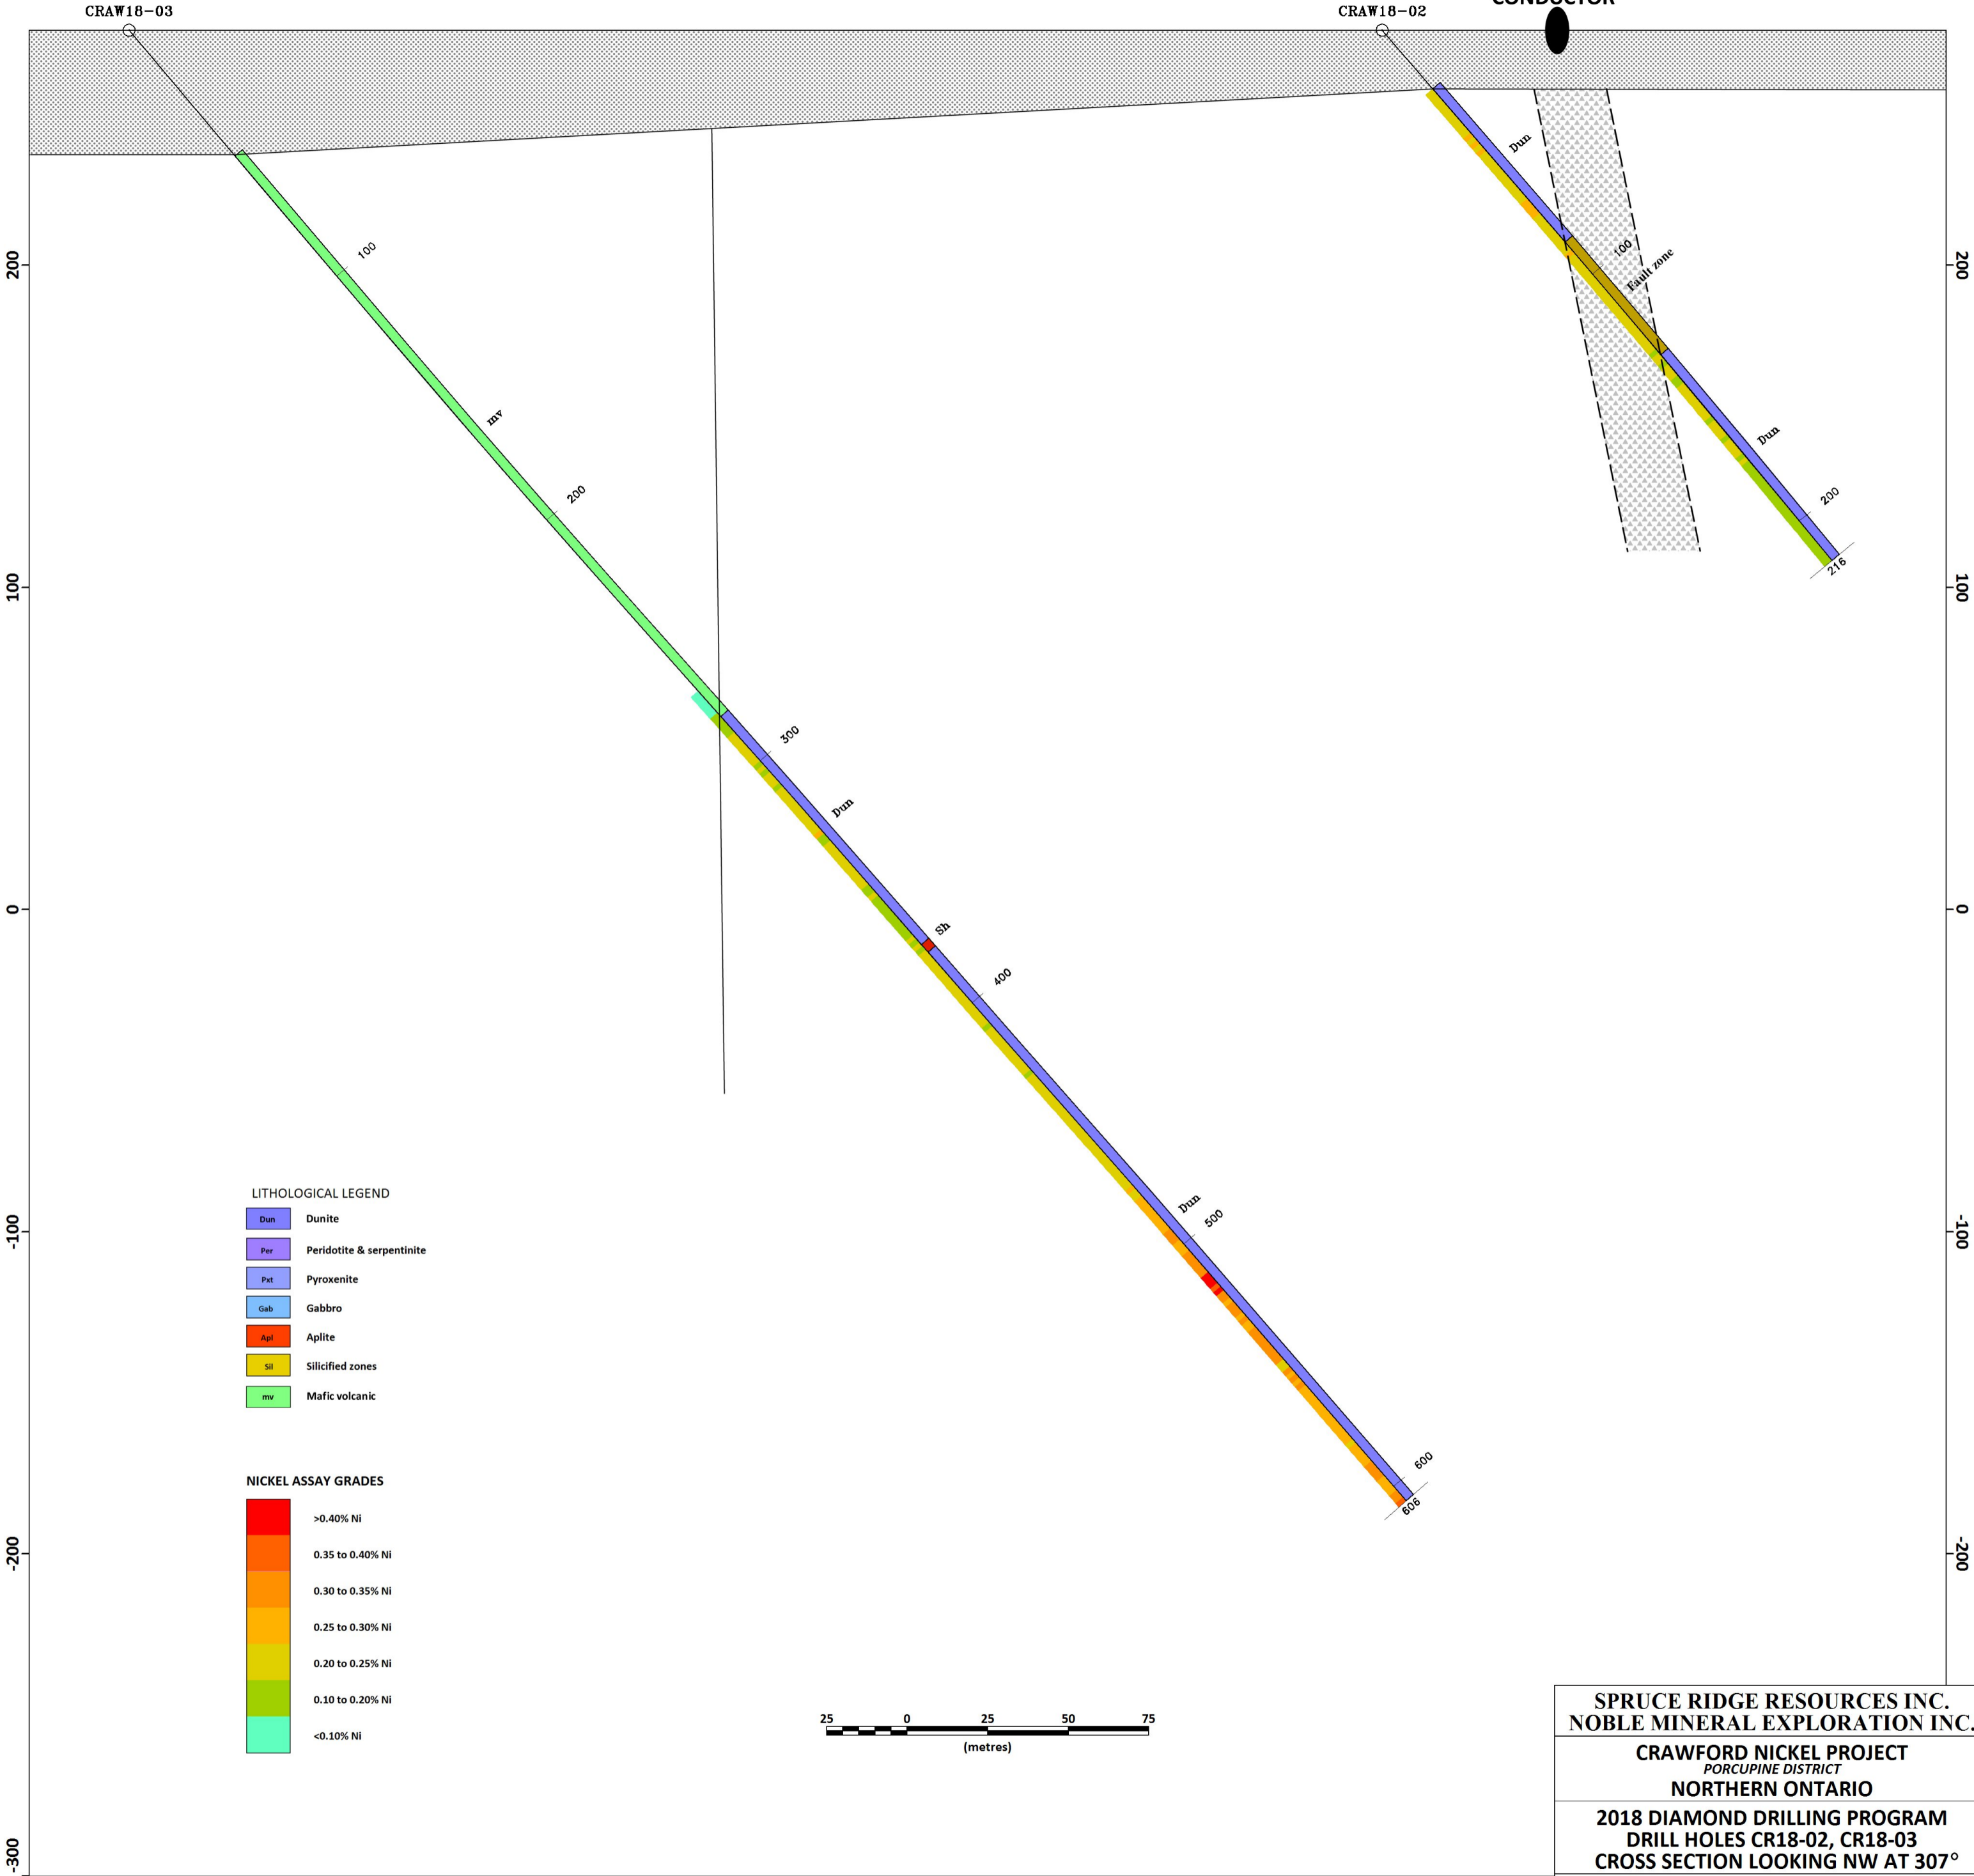 CRAW18-03
CRAW18-02
CONDUCTOR
Dun
100
Fault zone
Dun
200
216
100
mv
200
300
Dun
Sh
400
Dun
500
600
606
200
100
0
-100
-200
-300
200
100
0
-100
-200
LITHOLOGICAL LEGEND
Dun Dunite
Per Peridotite & serpentinite
Pxt Pyroxenite
Gab Gabbro
Apl Aplite
Sil Silicified zones
mv Mafic volcanic
NICKEL ASSAY GRADES
>0.40% Ni
0.35 to 0.40% Ni
0.30 to 0.35% Ni
0.25 to 0.30% Ni
0.20 to 0.25% Ni
0.10 to 0.20% Ni
<0.10% Ni
25 0 25 50 75
(metres)
SPRUCE RIDGE RESOURCES INC.
NOBLE MINERAL EXPLORATION INC.
CRAWFORD NICKEL PROJECT
PORCUPINE DISTRICT
NORTHERN ONTARIO
2018 DIAMOND DRILLING PROGRAM
DRILL HOLES CR18-02, CR18-03
CROSS SECTION LOOKING NW AT 307°